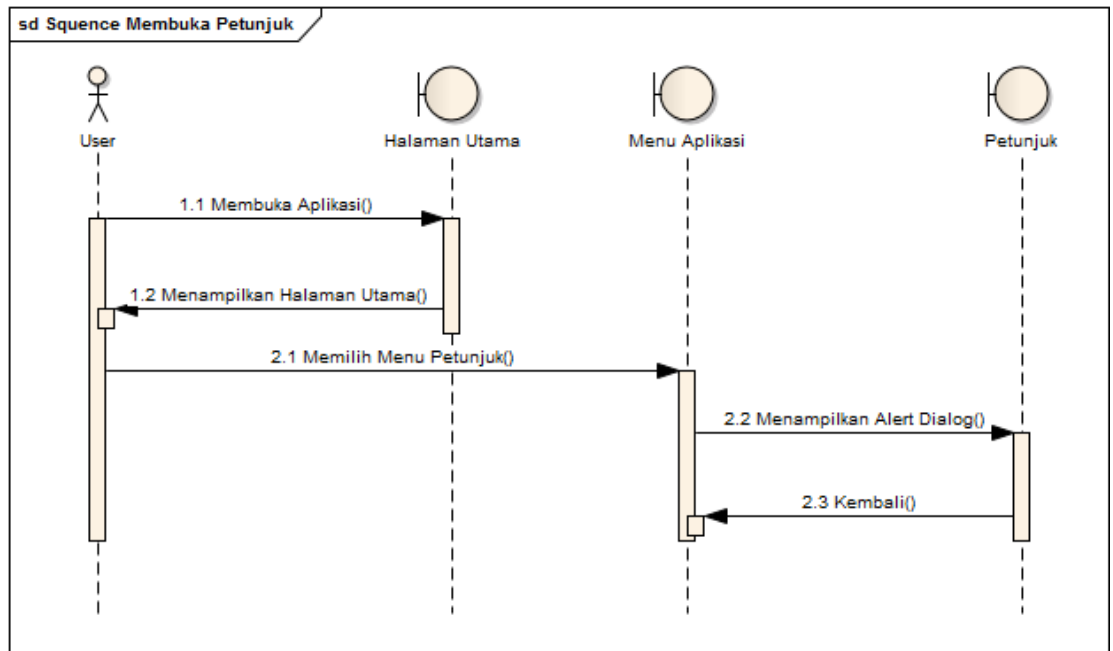 sd Squence Membuka Petunjuk
User
Halaman Utama
Menu Aplikasi
Petunjuk
1.1 Membuka Aplikasi()
1.2 Menampilkan Halaman Utama()
2.1 Memilih Menu Petunjuk()
2.2 Menampilkan Alert Dialog()
2.3 Kembali()